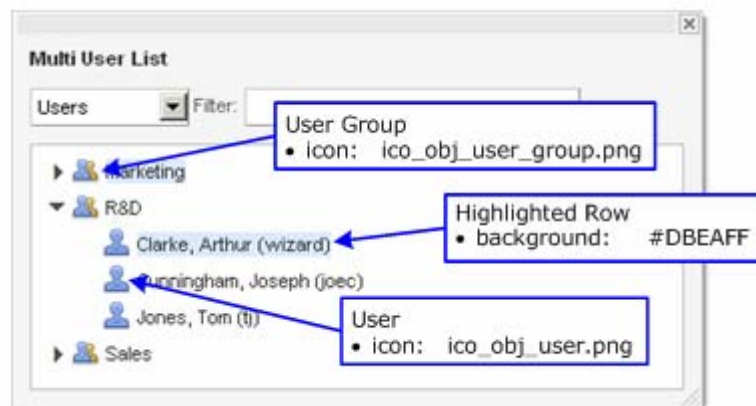 Multi User List
Users
Filter:
User Group
• icon: ico_obj_user_group.png
Marketing
R&D
Highlighted Row
• background: #DBEAFF
Clarke, Arthur (wizard)
Cunningham, Joseph (joec)
User
• icon: ico_obj_user.png
Jones, Tom (tj)
Sales